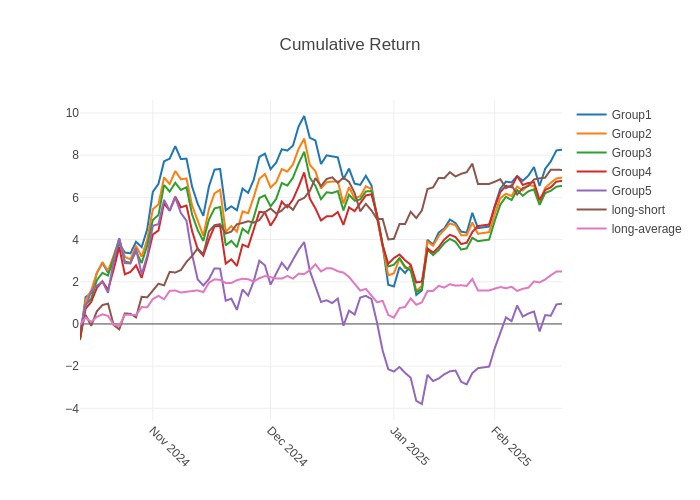 Cumulative Return
10
8
6
4
2
0
−2
−4
Nov 2024
Dec 2024
Jan 2025
Feb 2025
Group1
Group2
Group3
Group4
Group5
long-short
long-average